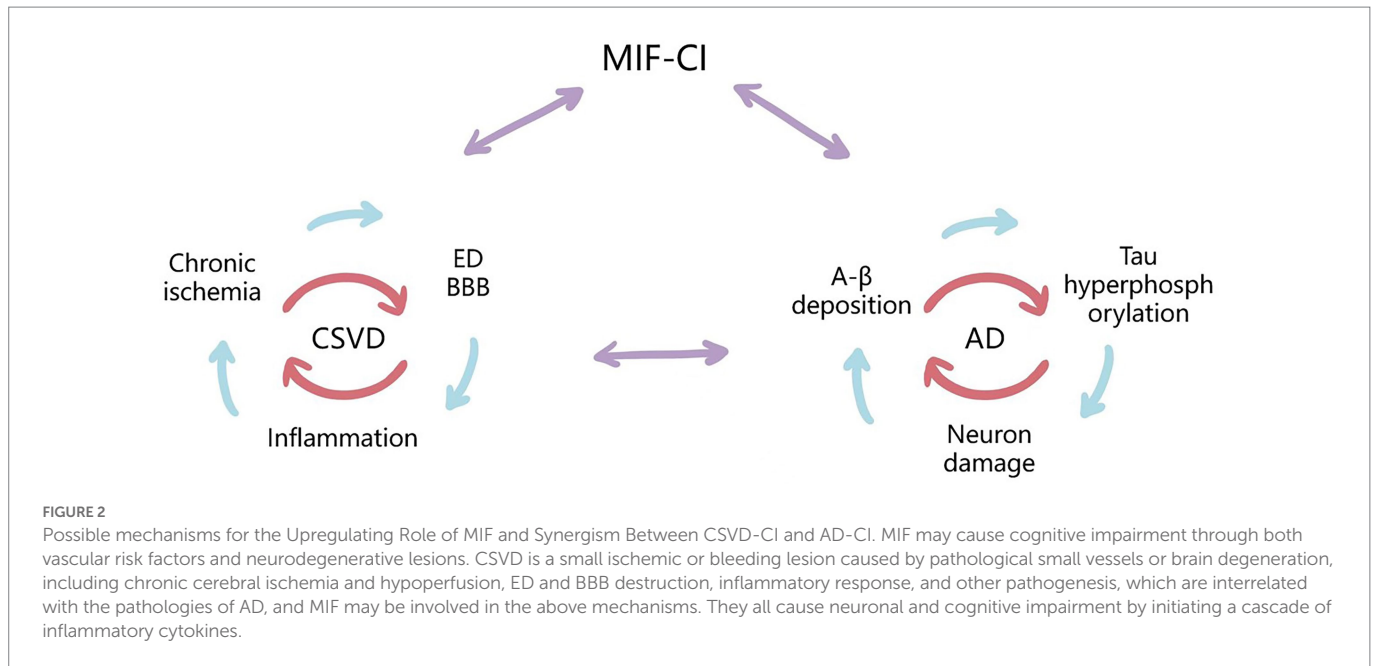 MIF-CI
Chronic
ischemia
ED
BBB
CSVD
Inflammation
A-β
deposition
Tau
hyperphosph
orylation
AD
Neuron
damage
FIGURE 2
Possible mechanisms for the Upregulating Role of MIF and Synergism Between CSVD-CI and AD-CI. MIF may cause cognitive impairment through both
vascular risk factors and neurodegenerative lesions. CSVD is a small ischemic or bleeding lesion caused by pathological small vessels or brain degeneration,
including chronic cerebral ischemia and hypoperfusion, ED and BBB destruction, inflammatory response, and other pathogenesis, which are interrelated
with the pathologies of AD, and MIF may be involved in the above mechanisms. They all cause neuronal and cognitive impairment by initiating a cascade of
inflammatory cytokines.